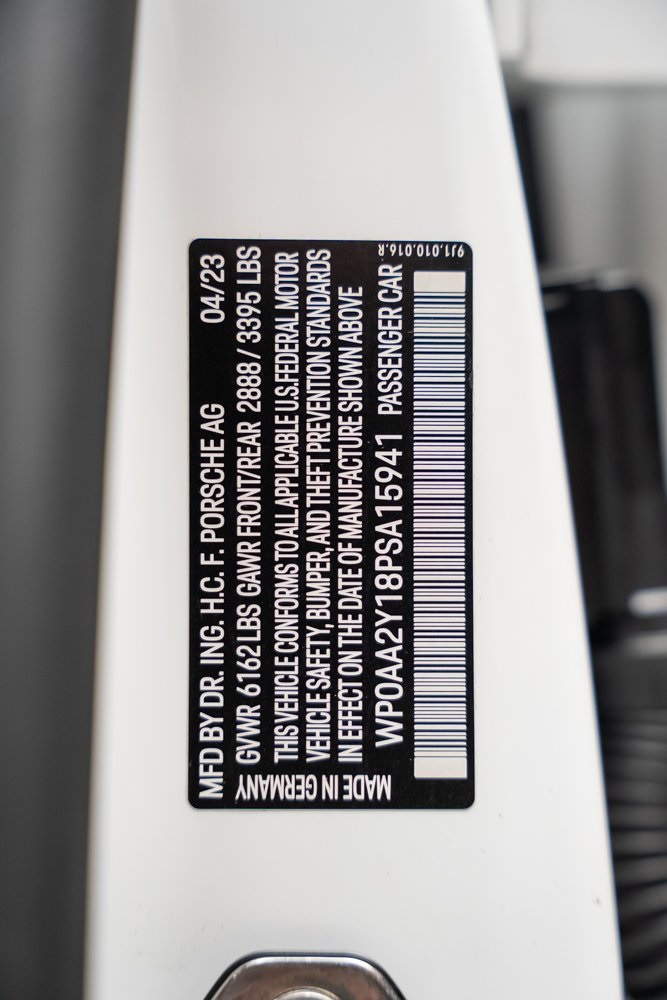 MFD BY DR. ING. H.C. F. PORSCHE AG 04/23
GVWR 6162 LBS GAWR FRONT/REAR 2888 / 3395 LBS
THIS VEHICLE CONFORMS TO ALL APPLICABLE U.S. FEDERAL MOTOR
VEHICLE SAFETY, BUMPER, AND THEFT PREVENTION STANDARDS
IN EFFECT ON THE DATE OF MANUFACTURE SHOWN ABOVE
WP0AA2Y18PSA15941 PASSENGER CAR
MADE IN GERMANY
9J1.010.016.R